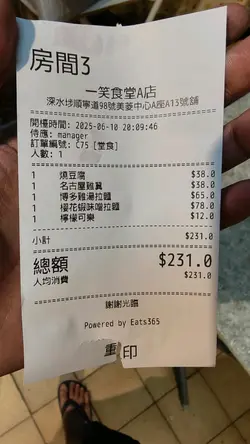 房間3
一笑食堂A店
深水埗順寧道98號美菱中心A座A13號舖
開檯時間: 2025-06-10 20:09:46
侍應: manager
訂單編號: C75 [堂食]
人數: 1
1 燒豆腐 $38.0
1 名古屋雞翼 $38.0
1 博多雞湯拉麵 $65.0
1 櫻花蝦味噌拉麵 $78.0
1 檸檬可樂 $12.0
小計 $231.0
總額 $231.0
人均消費 $231.0
謝謝光臨
Powered by Eats365
重印